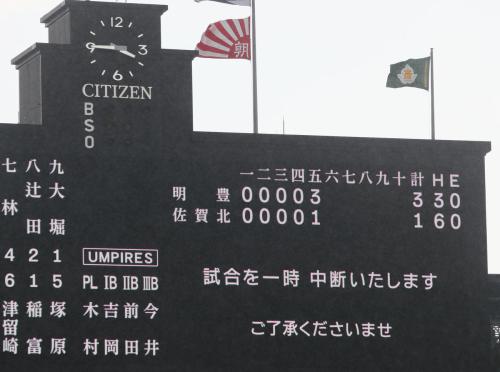 12
9 3
6
朝
CITIZEN
B
S
O
七 八 九
林 辻田 大堀
一二三四五六七八九十計HE
明豊 00003 3 3 0
佐賀北 00001 1 6 0
4 2 1 UMPIRES
6 1 5 PL IB IIB IIIB
津留崎 稲富 塚原 木村 吉岡 前田 今井
試合を一時 中断いたします
ご了承くださいませ